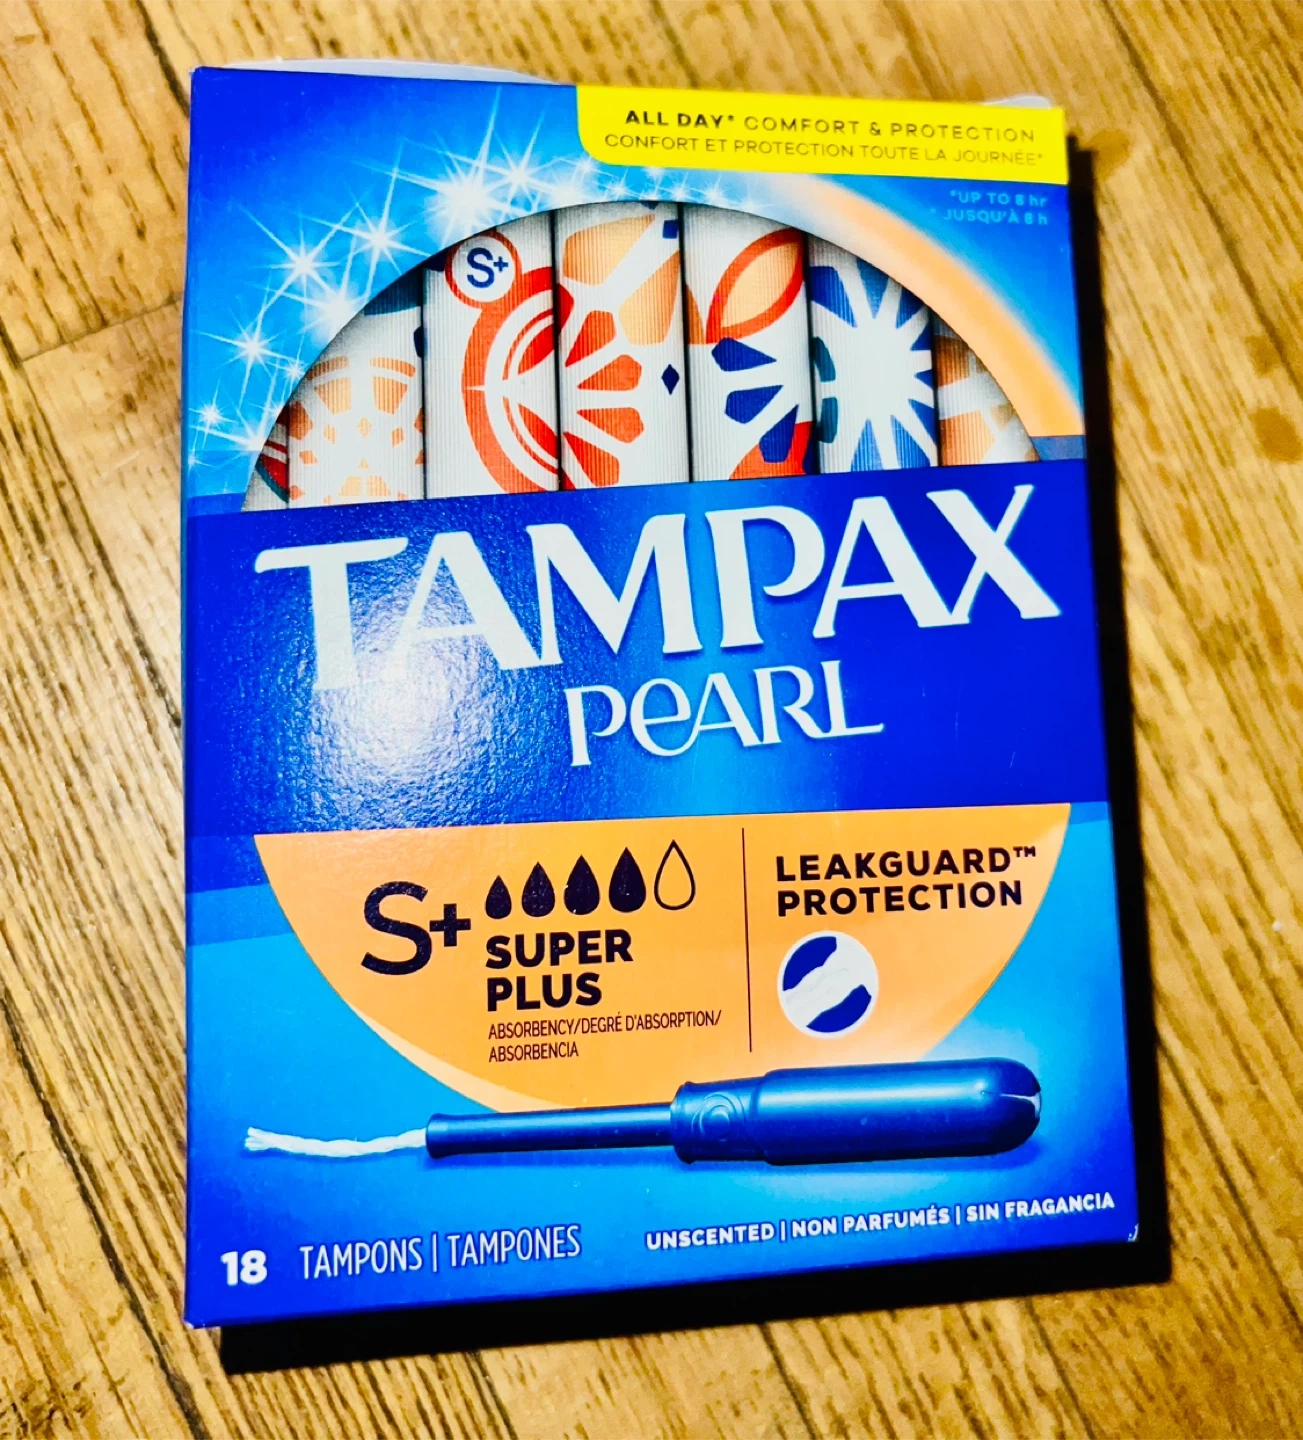 ALL DAY* COMFORT & PROTECTION
CONFORT ET PROTECTION TOUTE LA JOURNÉE*
*UP TO 8 hr
* JUSQU'À 8 h
S+
TAMPAX
PEARL
S+
SUPER
PLUS
ABSORBENCY/DEGRÉ D'ABSORPTION/
ABSORBENCIA
LEAKGUARD™
PROTECTION
18 TAMPONS | TAMPONES
UNSCENTED | NON PARFUMÉS | SIN FRAGANCIA